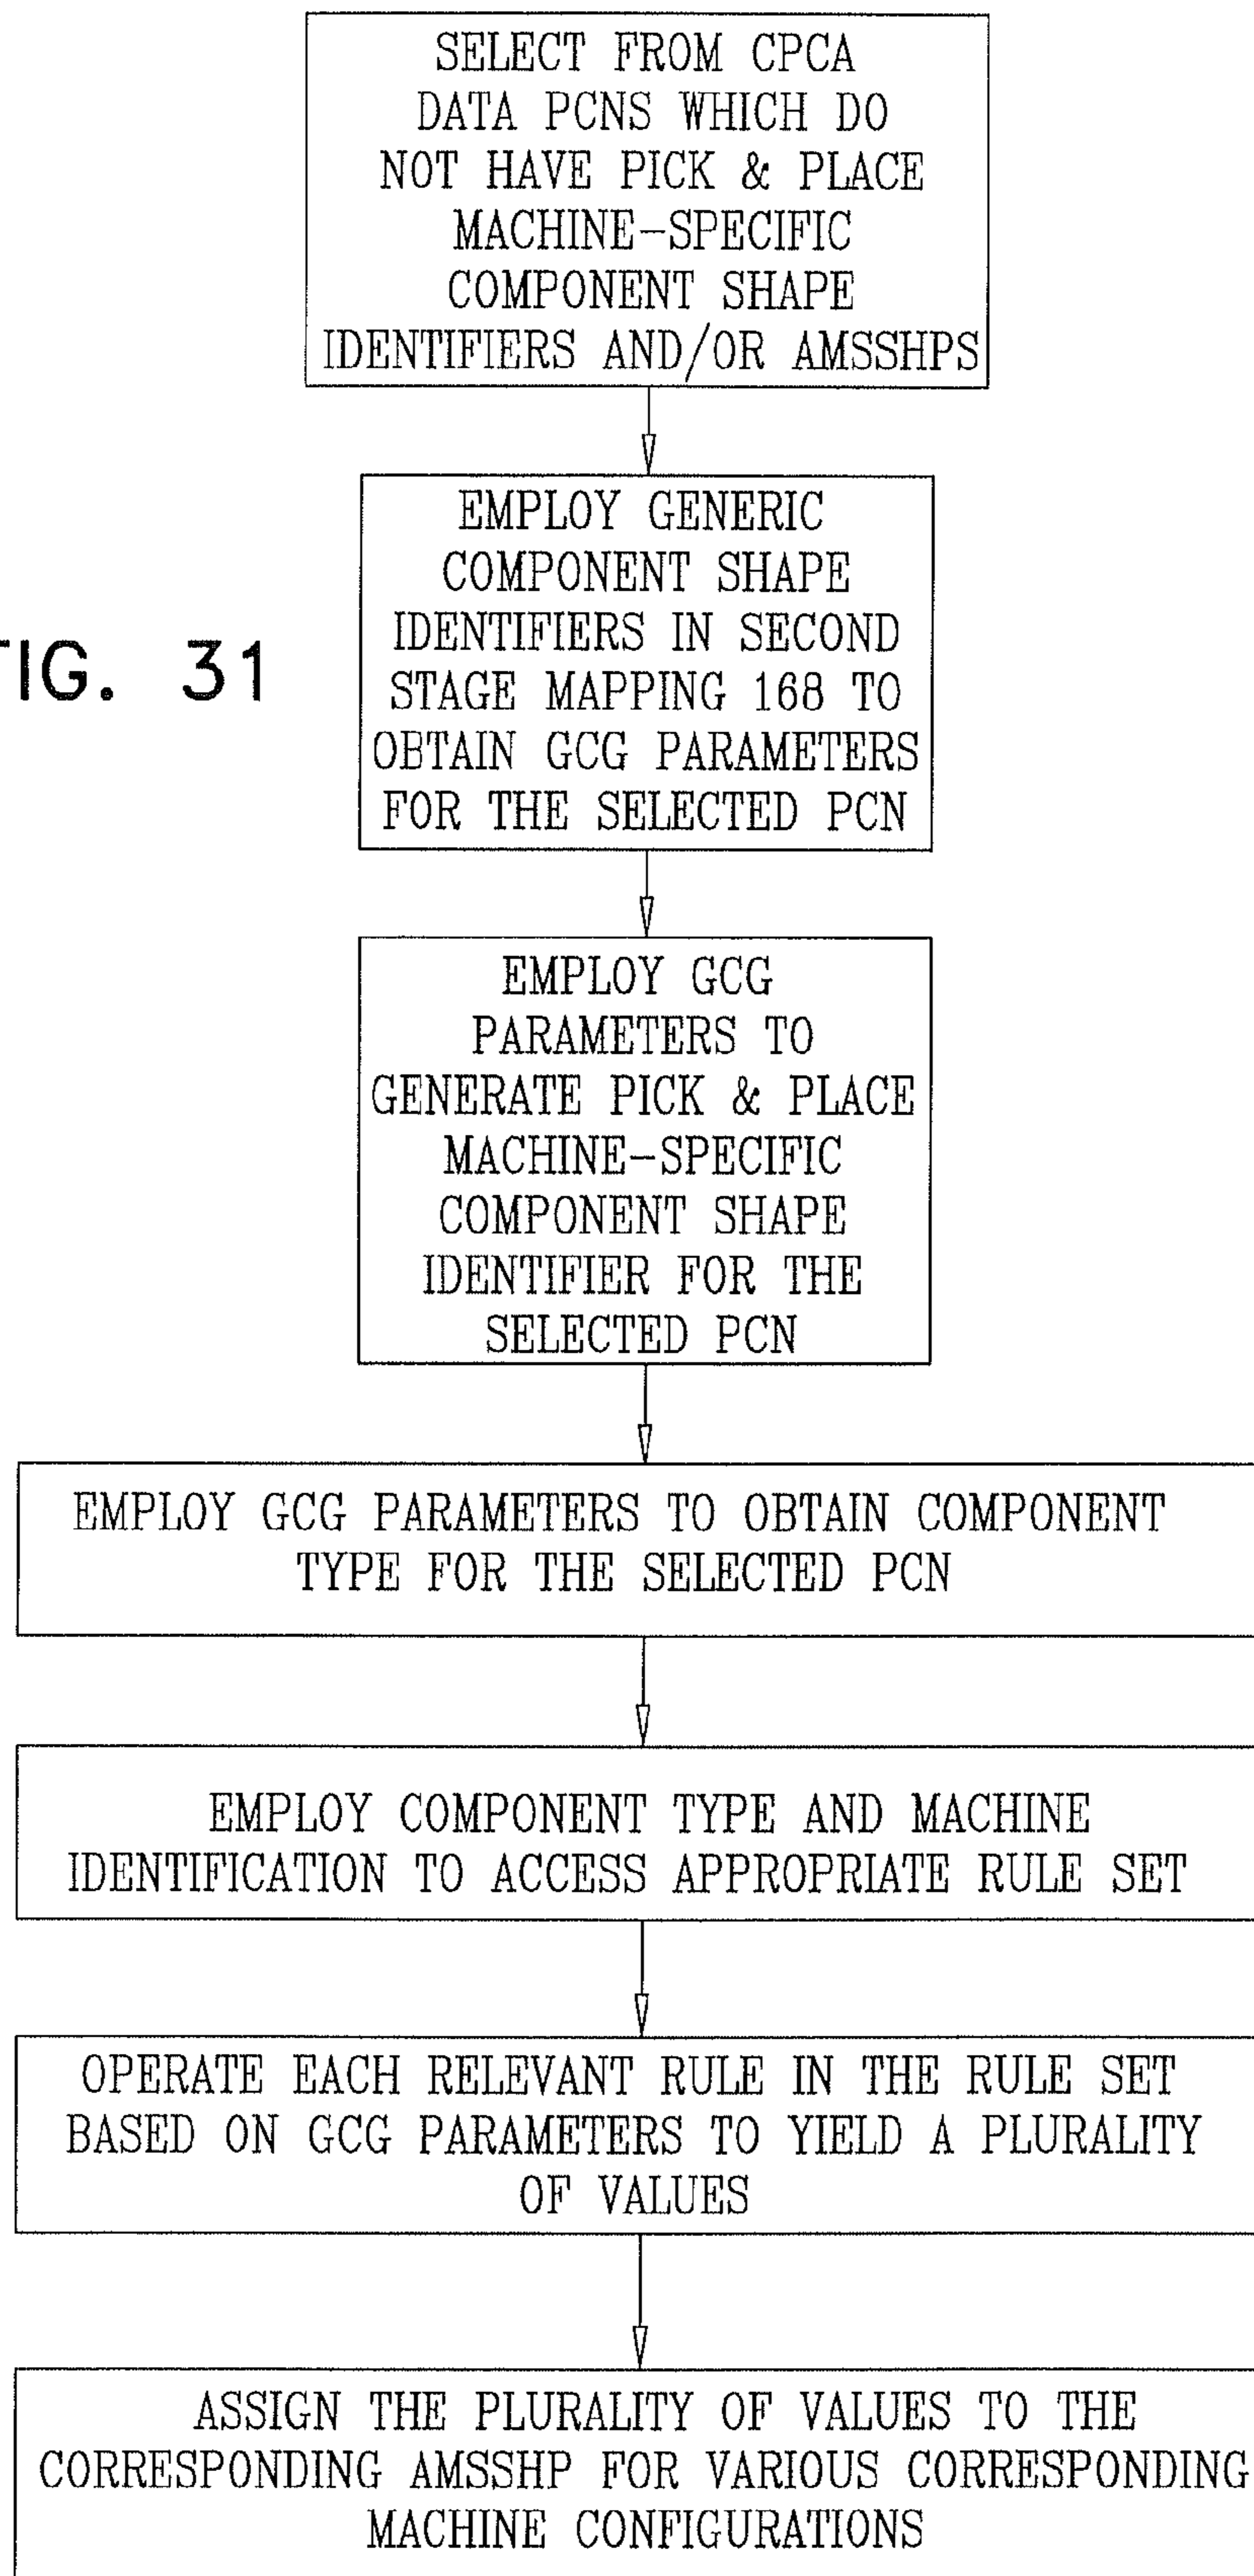 SELECT FROM CPCA
DATA PCNS WHICH DO
NOT HAVE PICK & PLACE
MACHINE-SPECIFIC
COMPONENT SHAPE
IDENTIFIERS AND/OR AMSSHPS
EMPLOY GENERIC
COMPONENT SHAPE
IDENTIFIERS IN SECOND
STAGE MAPPING 168 TO
OBTAIN GCG PARAMETERS
FOR THE SELECTED PCN
FIG. 31
EMPLOY GCG
PARAMETERS TO
GENERATE PICK & PLACE
MACHINE-SPECIFIC
COMPONENT SHAPE
IDENTIFIER FOR THE
SELECTED PCN
EMPLOY GCG PARAMETERS TO OBTAIN COMPONENT
TYPE FOR THE SELECTED PCN
EMPLOY COMPONENT TYPE AND MACHINE
IDENTIFICATION TO ACCESS APPROPRIATE RULE SET
OPERATE EACH RELEVANT RULE IN THE RULE SET
BASED ON GCG PARAMETERS TO YIELD A PLURALITY
OF VALUES
ASSIGN THE PLURALITY OF VALUES TO THE
CORRESPONDING AMSSHP FOR VARIOUS CORRESPONDING
MACHINE CONFIGURATIONS